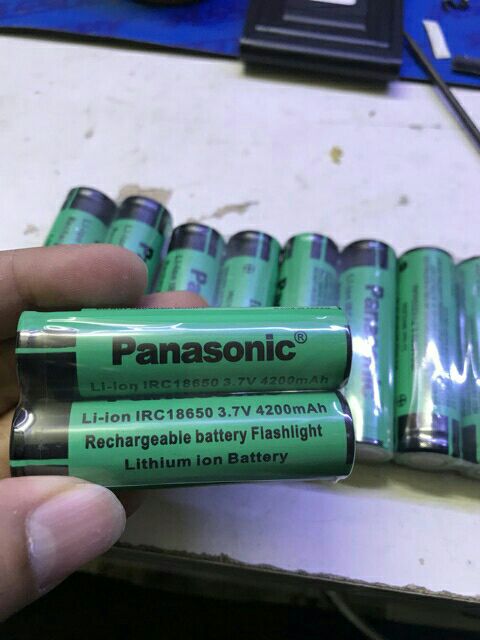 Panasonic®
Li-ion IRC18650 3.7V 4200mAh
Li-ion IRC18650 3.7V 4200mAh
Rechargeable battery Flashlight
Lithium ion Battery